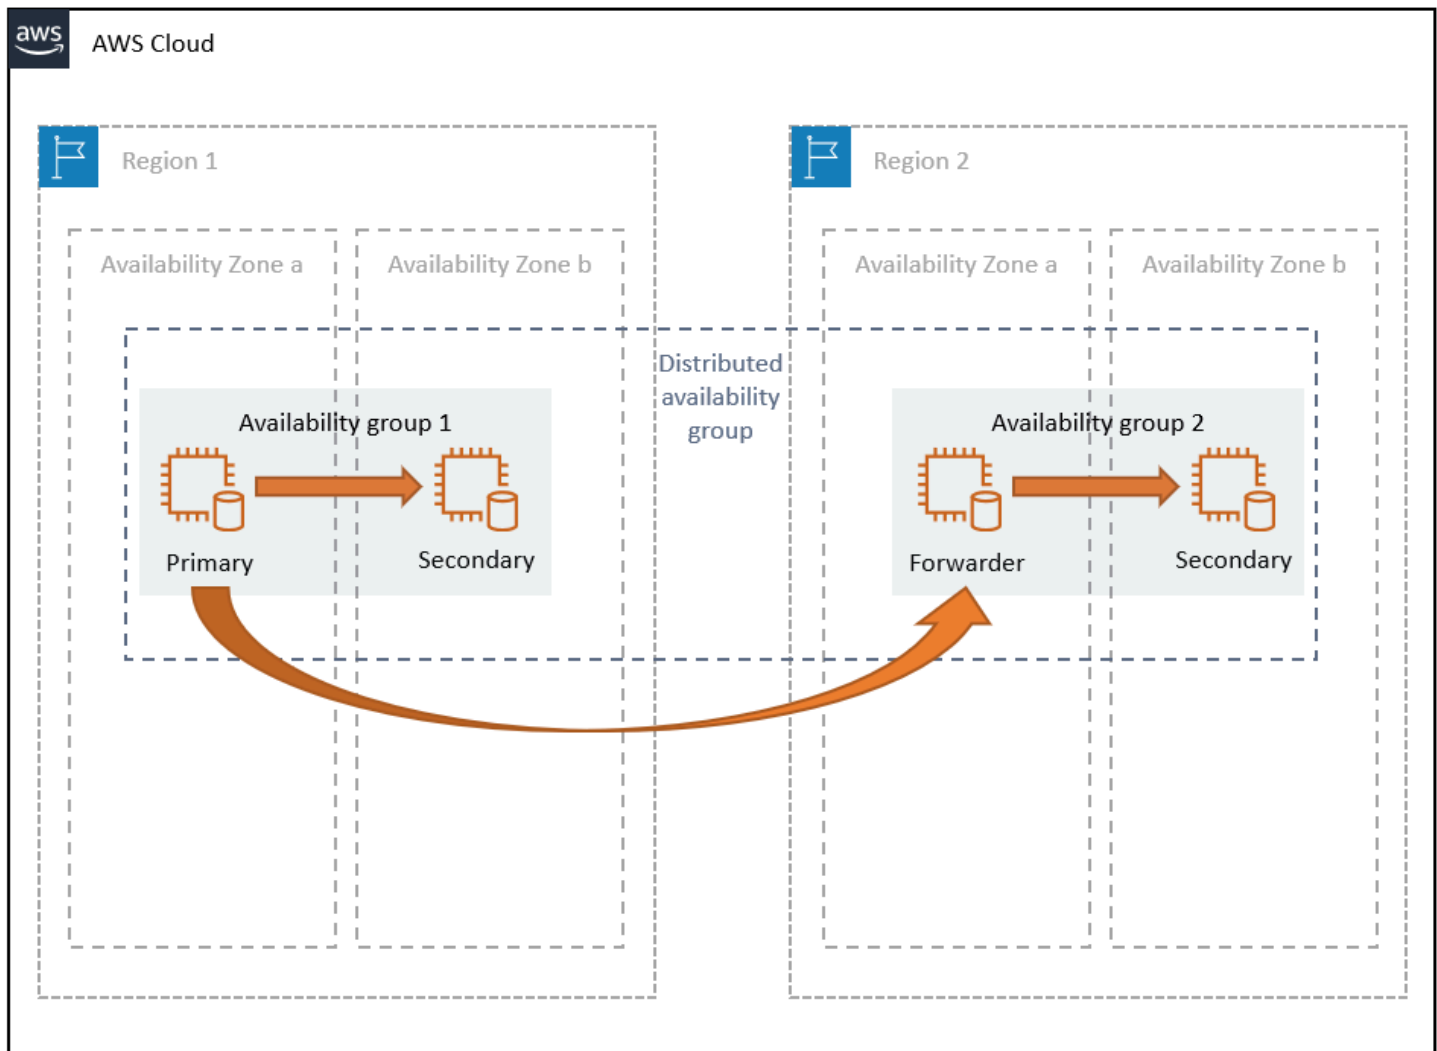 aws
AWS Cloud
Region 1
Region 2
Availability Zone a
Availability Zone b
Availability Zone a
Availability Zone b
Distributed
availability
group
Availability group 1
Availability group 2
Primary
Secondary
Forwarder
Secondary